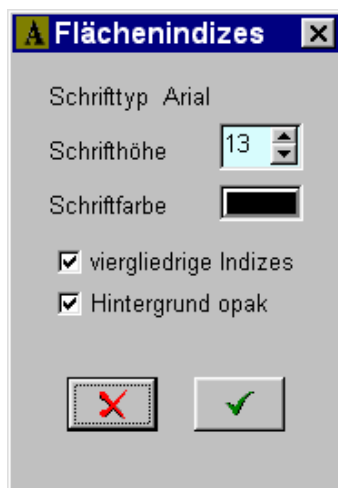 A Flächenindizes
Schrifttyp Arial
Schrifthöhe 13
Schriftfarbe
viergliedrige Indizes
Hintergrund opak